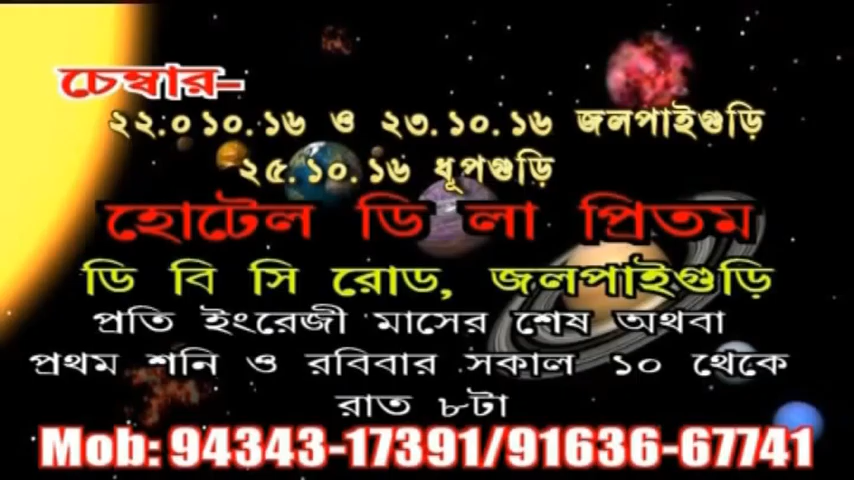 চেম্বার-
২২.০১০.১৬ ও ২৩.১০.১৬ জলপাইগুড়ি
২৫.১০.১৬ ধূপগুড়ি
হোটেল ডি লা প্রিতম
ডি বি সি রোড, জলপাইগুড়ি
প্রতি ইংরেজী মাসের শেষ অথবা
প্রথম শনি ও রবিবার সকাল ১০ থেকে
রাত ৮টা
Mob: 94343-17391/91636-67741